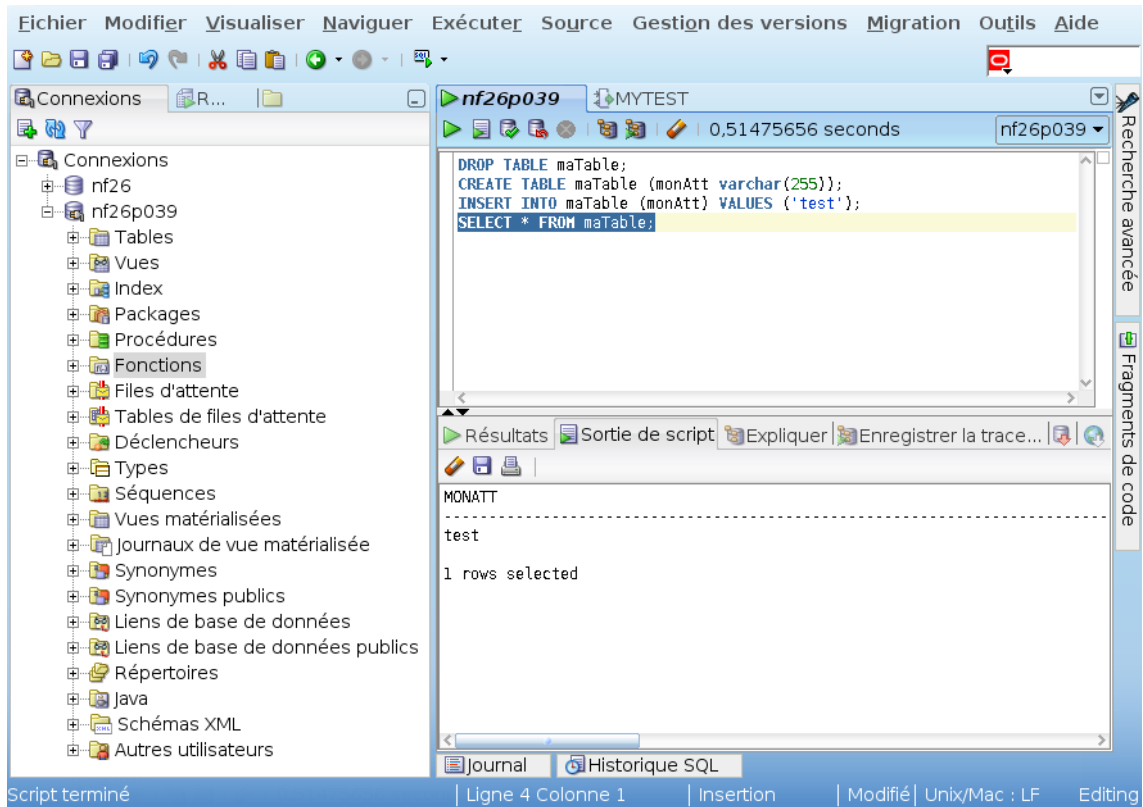 Fichier Modifier Visualiser Naviguer Exécuter Source Gestion des versions Migration Outils Aide
Connexions R...
nf26p039 MYTEST
0,51475656 seconds nf26p039
Connexions
nf26
nf26p039
Tables
Vues
Index
Packages
Procédures
Fonctions
Files d'attente
Tables de files d'attente
Déclencheurs
Types
Séquences
Vues matérialisées
Journaux de vue matérialisée
Synonymes
Synonymes publics
Liens de base de données
Liens de base de données publics
Répertoires
Java
Schémas XML
Autres utilisateurs
DROP TABLE maTable;
CREATE TABLE maTable (monAtt varchar(255));
INSERT INTO maTable (monAtt) VALUES ('test');
SELECT * FROM maTable;
Résultats Sortie de script Expliquer Enregistrer la trace...
MONATT
--------------------------------------------------------------------------------
test
1 rows selected
Journal Historique SQL
Recherche avancée
Fragments de code
Script terminé Ligne 4 Colonne 1 Insertion Modifié Unix/Mac : LF Editing